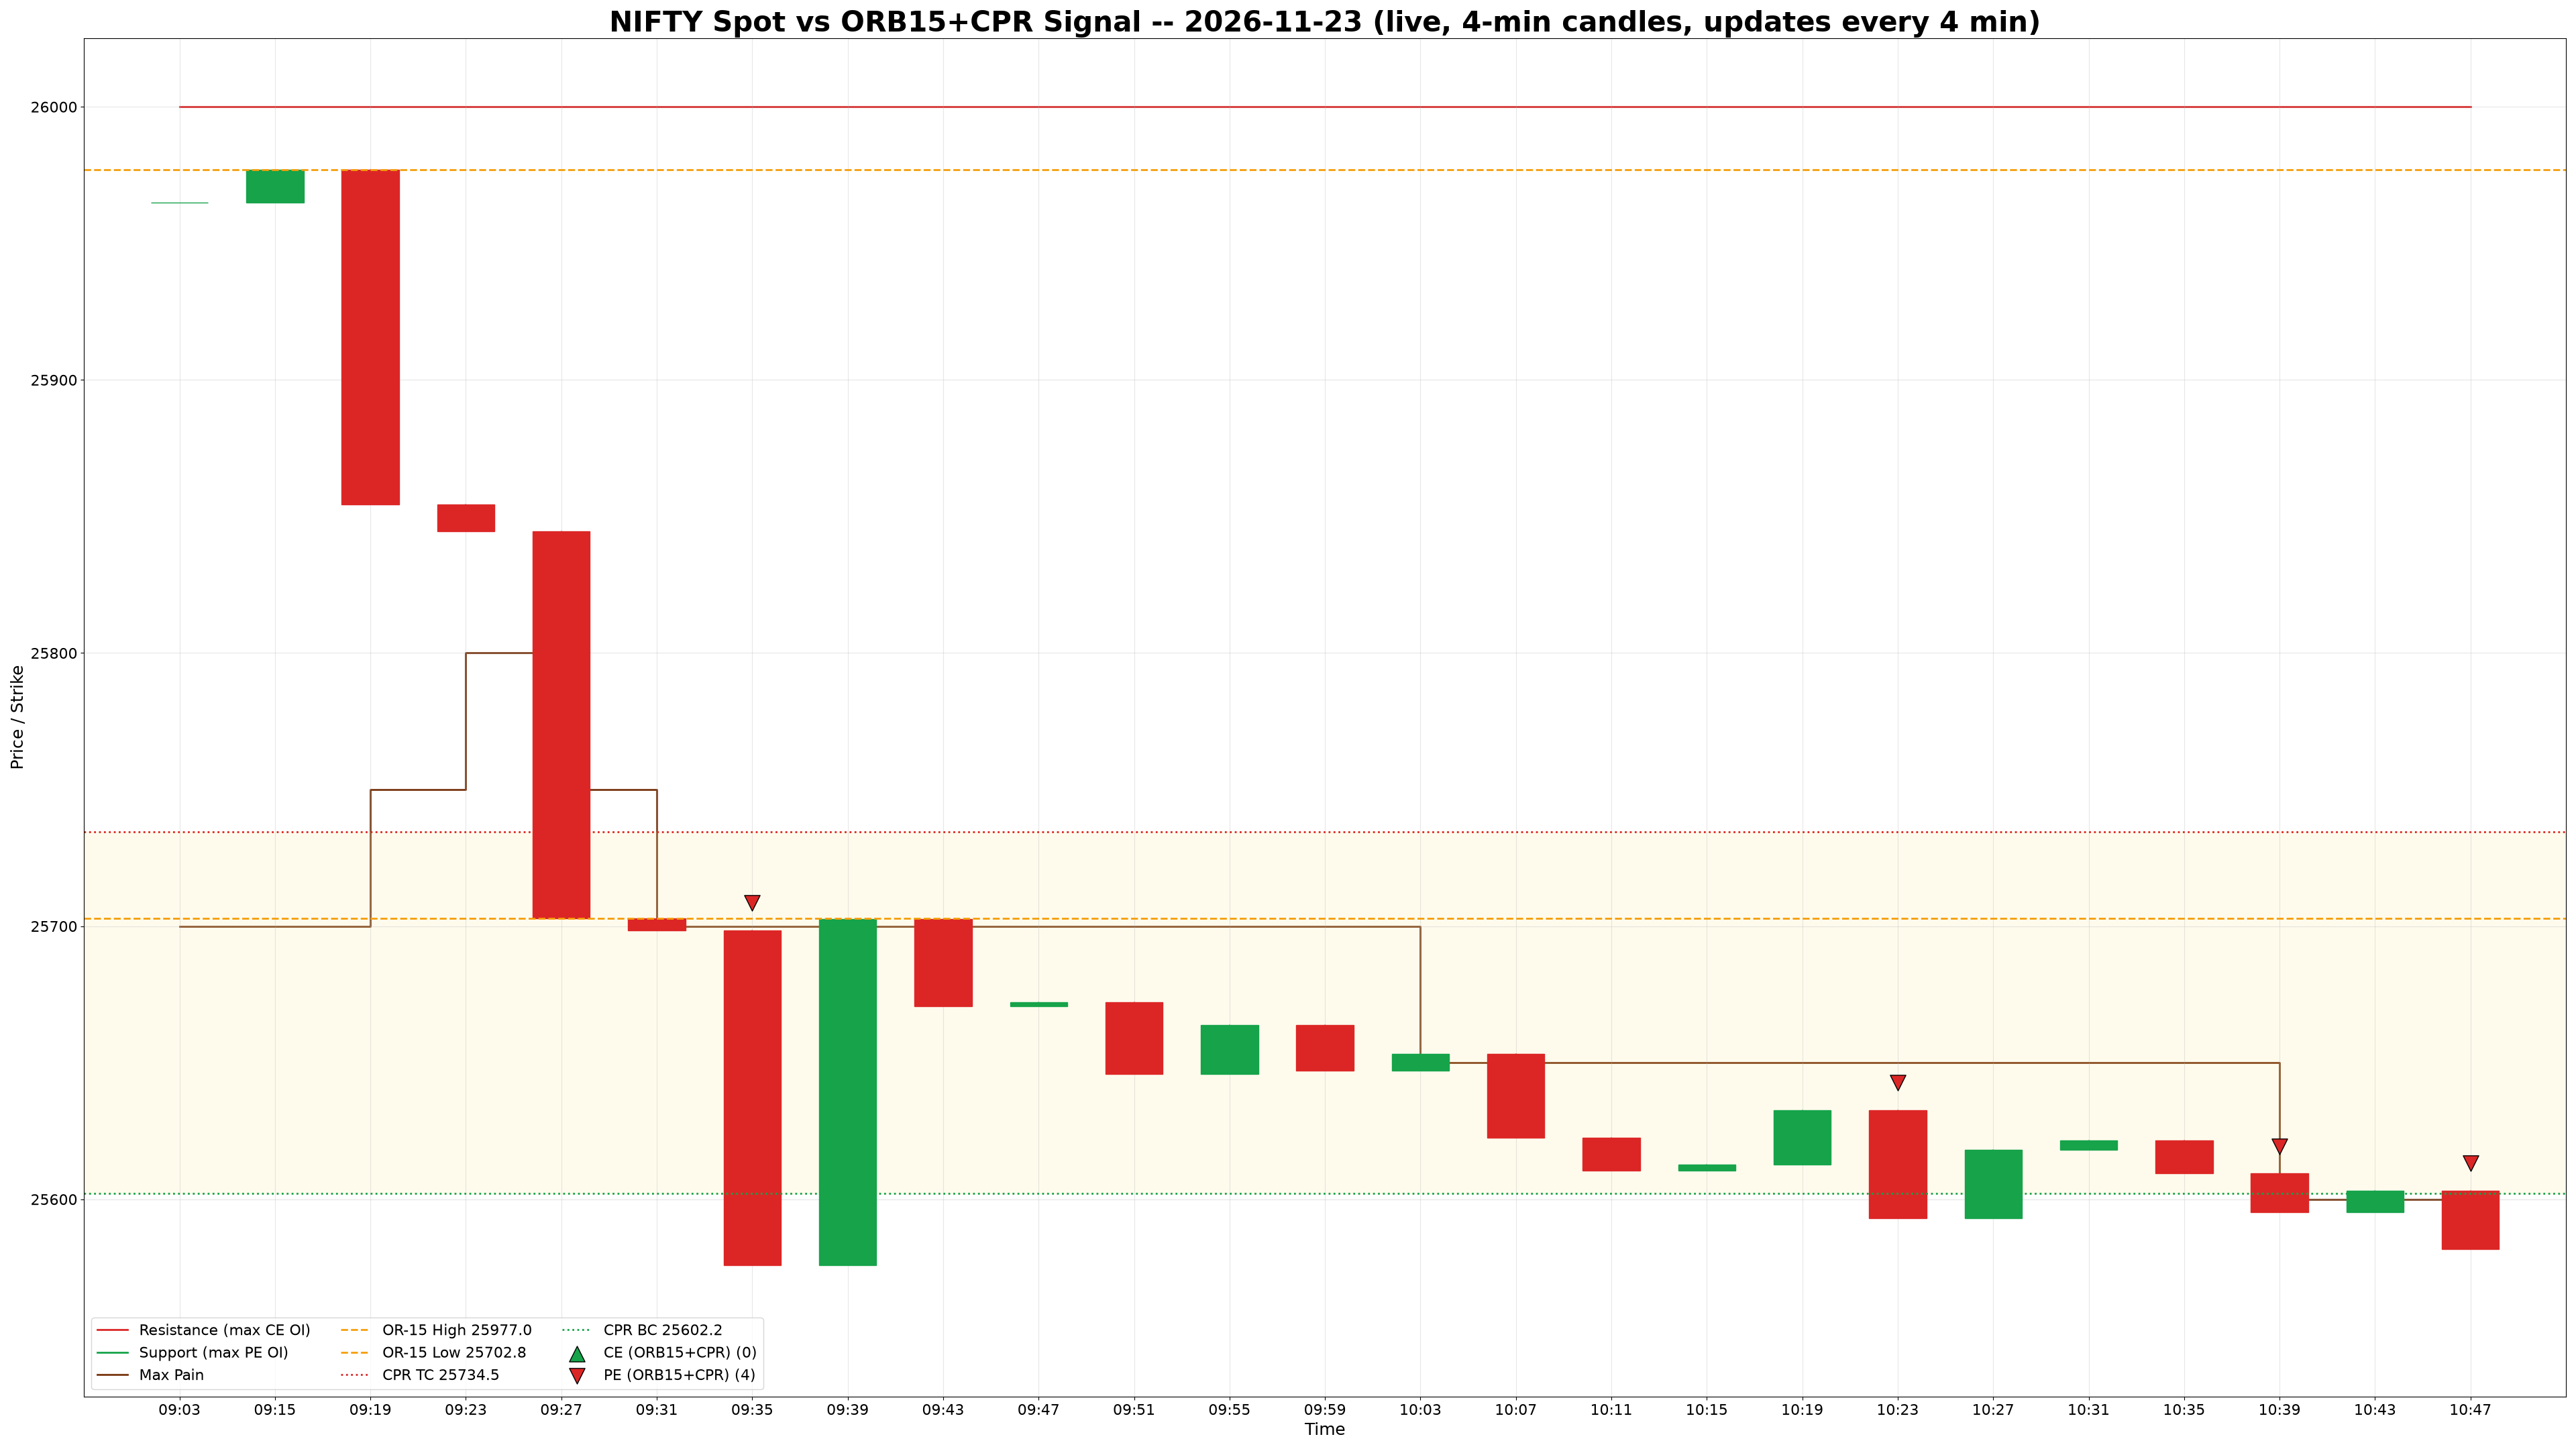 NIFTY Spot vs ORB15+CPR Signal -- 2026-11-23 (live, 4-min candles, updates every 4 min)
Price / Strike
26000
25900
25800
25700
25600
Resistance (max CE OI)
Support (max PE OI)
Max Pain
OR-15 High 25977.0
OR-15 Low 25702.8
CPR TC 25734.5
CPR BC 25602.2
CE (ORB15+CPR) (0)
PE (ORB15+CPR) (4)
09:03 09:15 09:19 09:23 09:27 09:31 09:35 09:39 09:43 09:47 09:51 09:55 09:59 10:03 10:07 10:11 10:15 10:19 10:23 10:27 10:31 10:35 10:39 10:43 10:47
Time